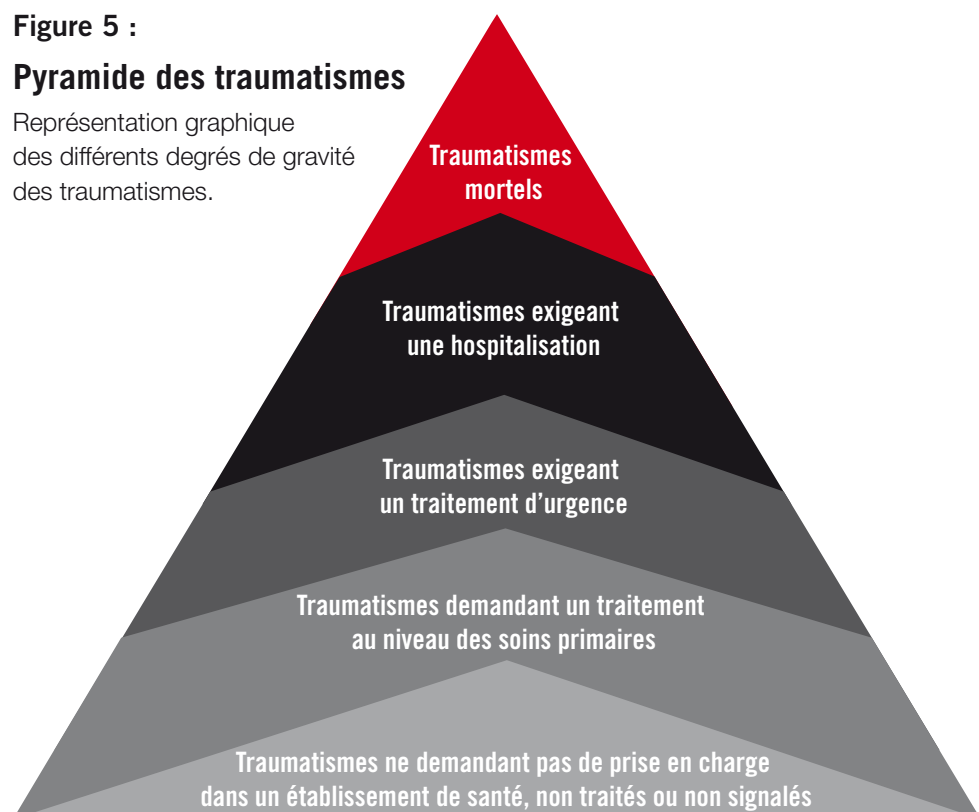 Figure 5 :
Pyramide des traumatismes
Représentation graphique
des différents degrés de gravité
des traumatismes.
Traumatismes
mortels
Traumatismes exigeant
une hospitalisation
Traumatismes exigeant
un traitement d’urgence
Traumatismes demandant un traitement
au niveau des soins primaires
Traumatismes ne demandant pas de prise en charge
dans un établissement de santé, non traités ou non signalés